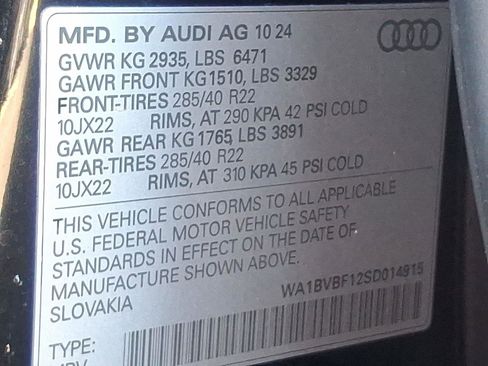 MFD. BY AUDI AG 10 24
GVWR KG 2935, LBS 6471
GAWR FRONT KG1510, LBS 3329
FRONT-TIRES 285/40 R22
10JX22 RIMS, AT 290 KPA 42 PSI COLD
GAWR REAR KG 1765, LBS 3891
REAR-TIRES 285/40 R22
10JX22 RIMS, AT 310 KPA 45 PSI COLD
THIS VEHICLE CONFORMS TO ALL APPLICABLE
U.S. FEDERAL MOTOR VEHICLE SAFETY
STANDARDS IN EFFECT ON THE DATE OF
MANUFACTURE SHOWN ABOVE.
SLOVAKIA WA1BVBF12SD014915
TYPE: